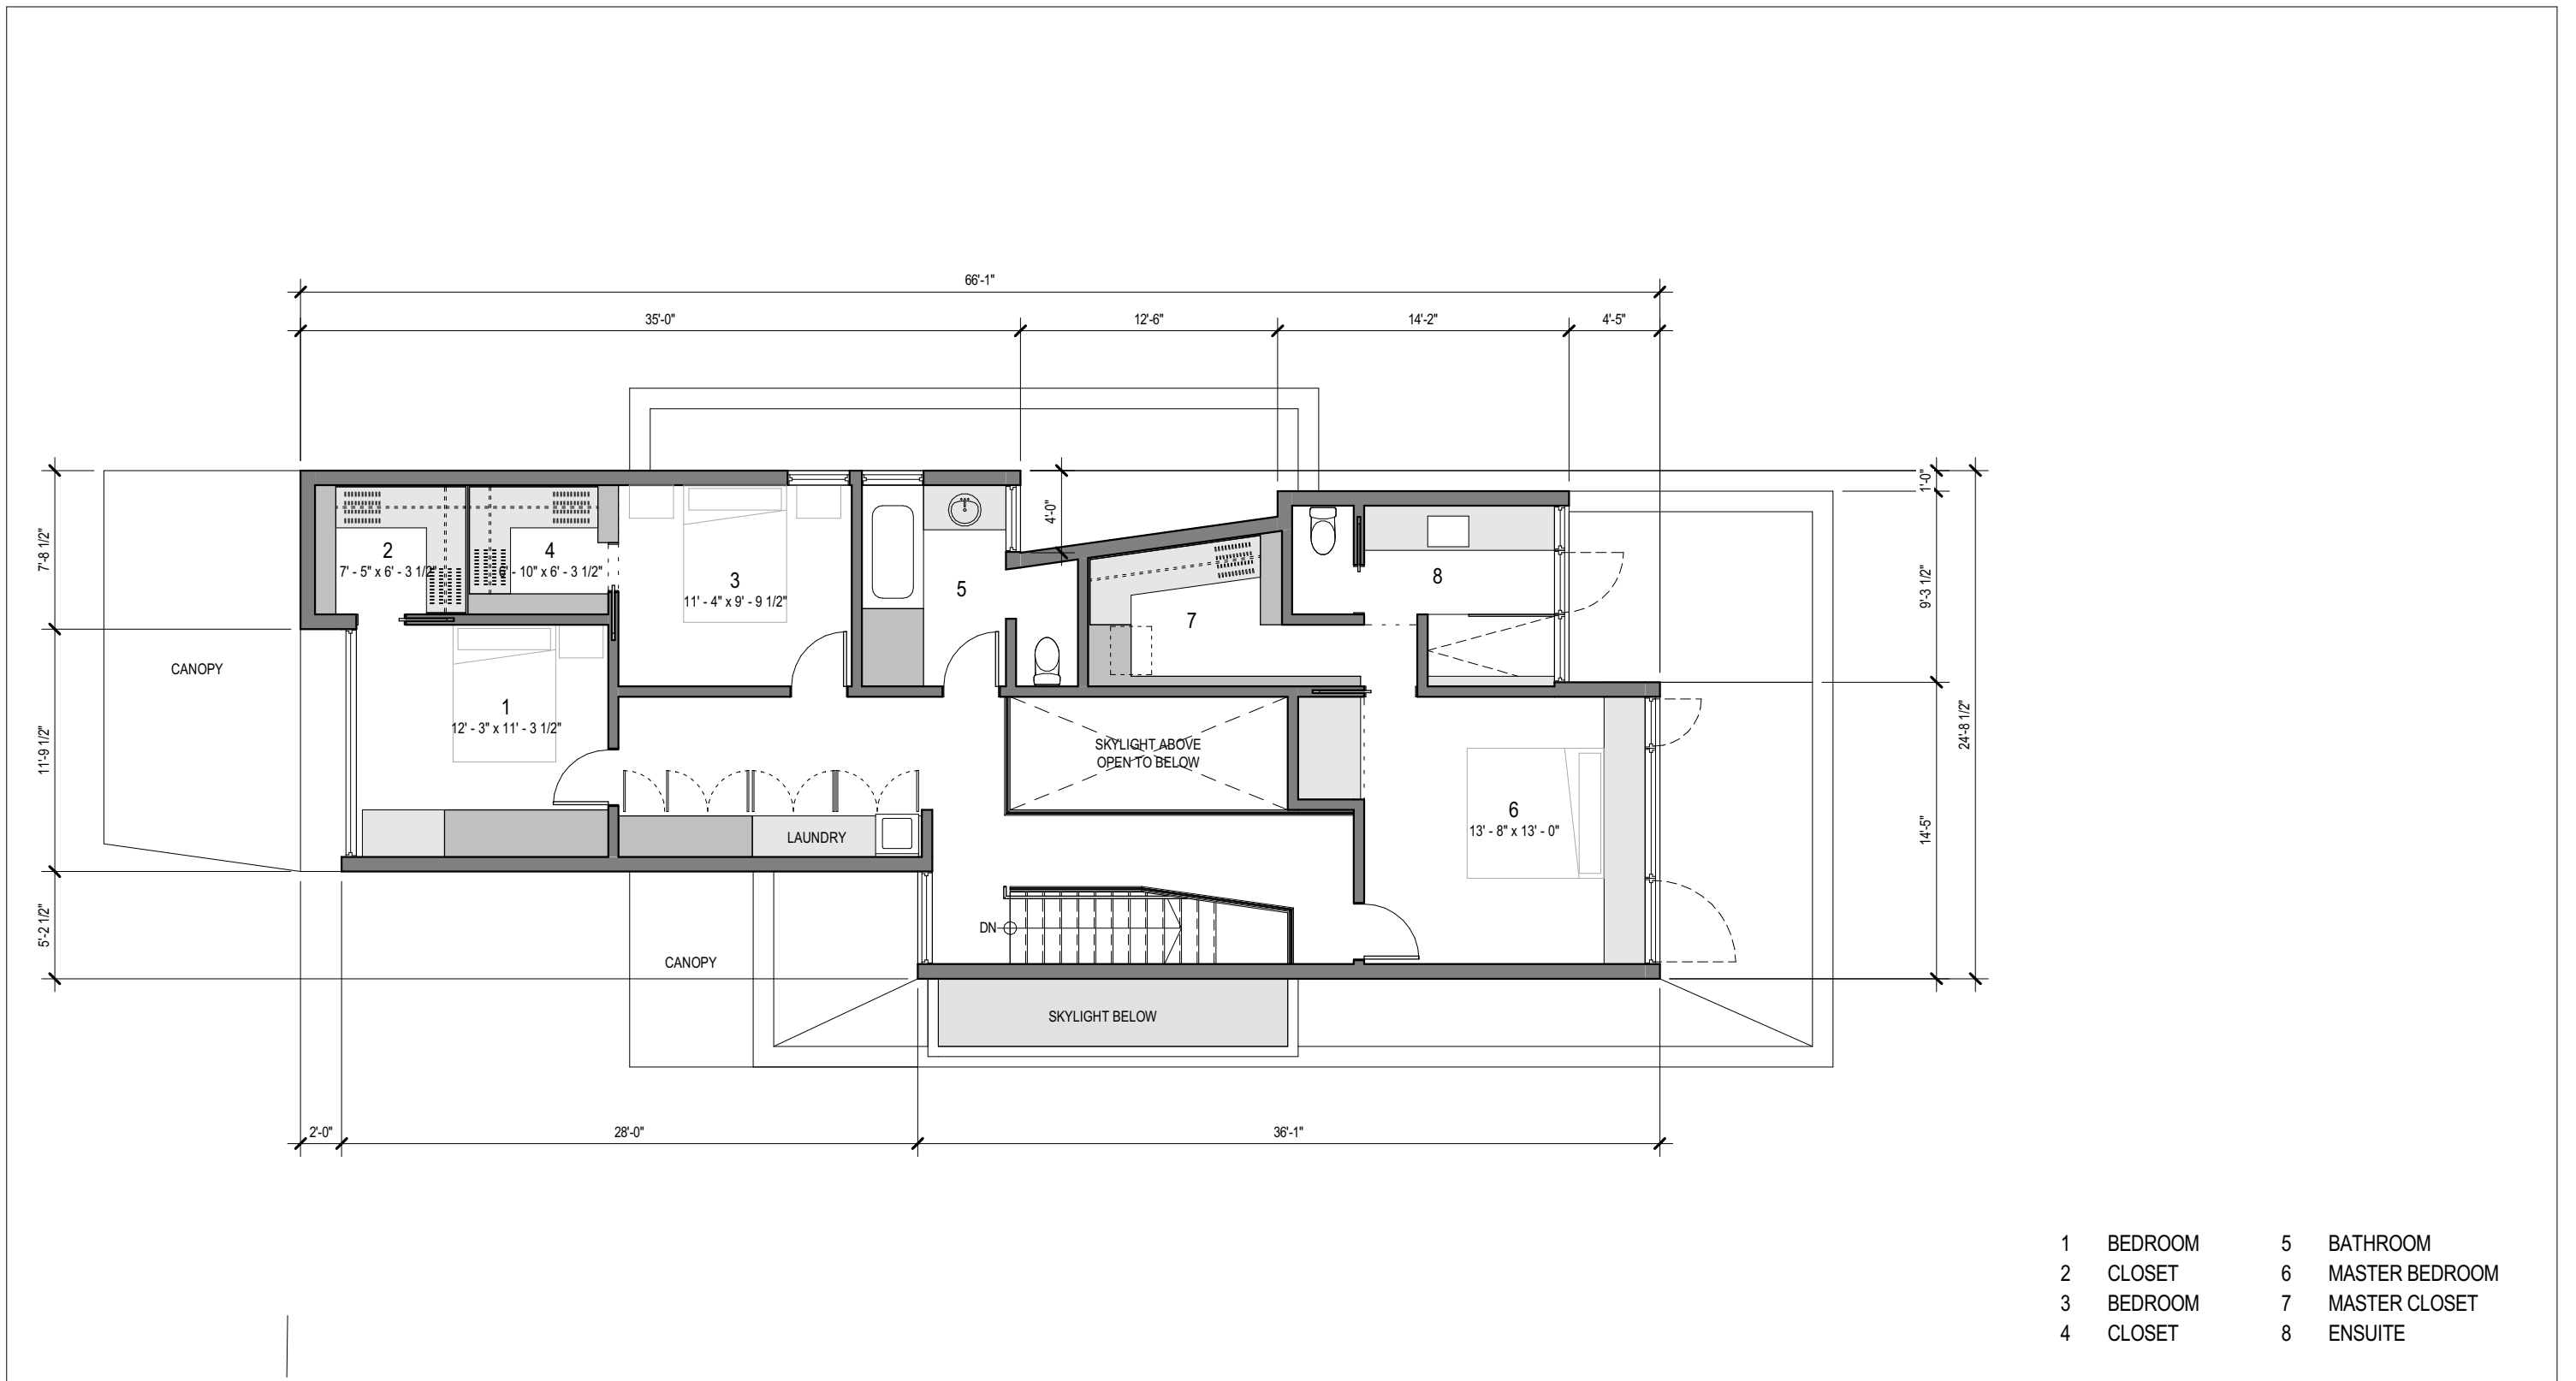 66'-1"
35'-0"
12'-6"
14'-2"
4'-5"
7'-8 1/2"
11'-9 1/2"
5'-2 1/2"
4'-0"
1'-0"
9'-3 1/2"
14'-5"
24'-8 1/2"
2
7' - 5" x 6' - 3 1/2"
4
6' - 10" x 6' - 3 1/2"
3
11' - 4" x 9' - 9 1/2"
5
7
8
CANOPY
1
12' - 3" x 11' - 3 1/2"
SKYLIGHT ABOVE
OPEN TO BELOW
6
13' - 8" x 13' - 0"
LAUNDRY
DN
CANOPY
SKYLIGHT BELOW
2'-0"
28'-0"
36'-1"
1 BEDROOM
2 CLOSET
3 BEDROOM
4 CLOSET
5 BATHROOM
6 MASTER BEDROOM
7 MASTER CLOSET
8 ENSUITE